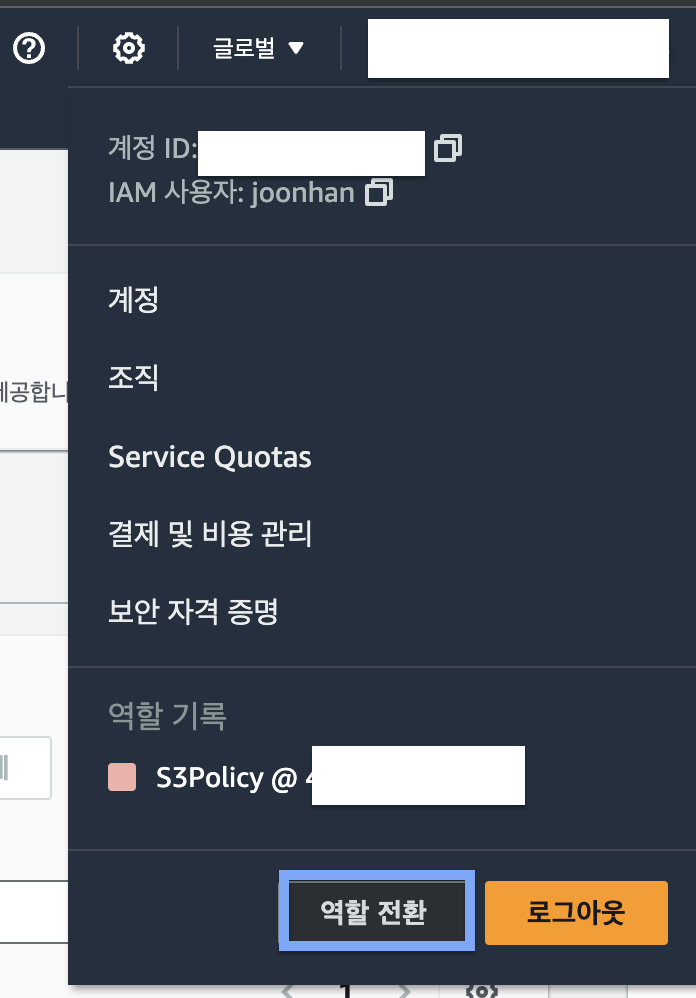 글로벌 ▼
계정 ID:
IAM 사용자: joonhan
제공합니
계정
조직
Service Quotas
결제 및 비용 관리
보안 자격 증명
역할 기록
S3Policy @ 4
역할 전환
로그아웃
1